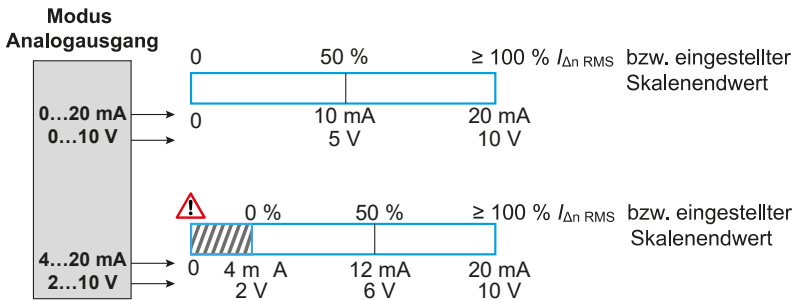 Modus
Analogausgang
0 50 % ≥ 100 % IΔn RMS bzw. eingestellter
Skalenendwert
0…20 mA 0 10 mA 20 mA
0…10 V 5 V 10 V
0 % 50 % ≥ 100 % IΔn RMS bzw. eingestellter
Skalenendwert
4…20 mA 0 4 m A 12 mA 20 mA
2…10 V 2 V 6 V 10 V